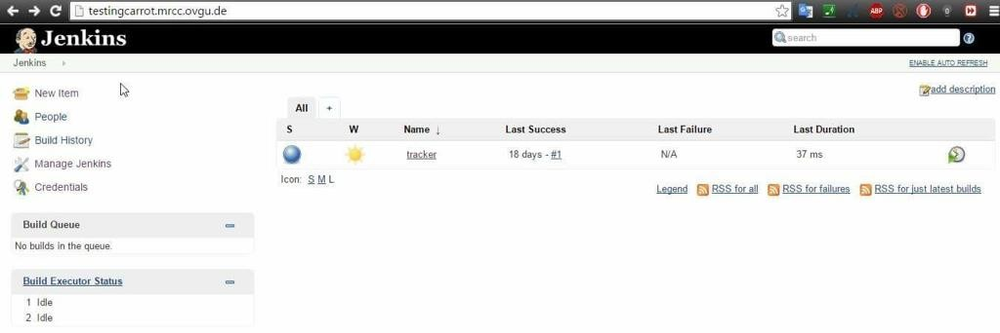 testingcarrot.mrcc.ovgu.de
ABP
Jenkins
search
Jenkins
ENABLE AUTO REFRESH
New Item
People
Build History
Manage Jenkins
Credentials
add description
All +
S W Name ↓ Last Success Last Failure Last Duration
tracker 18 days - #1 N/A 37 ms
Icon: S M L
Legend RSS for all RSS for failures RSS for just latest builds
Build Queue
No builds in the queue.
Build Executor Status
1 Idle
2 Idle